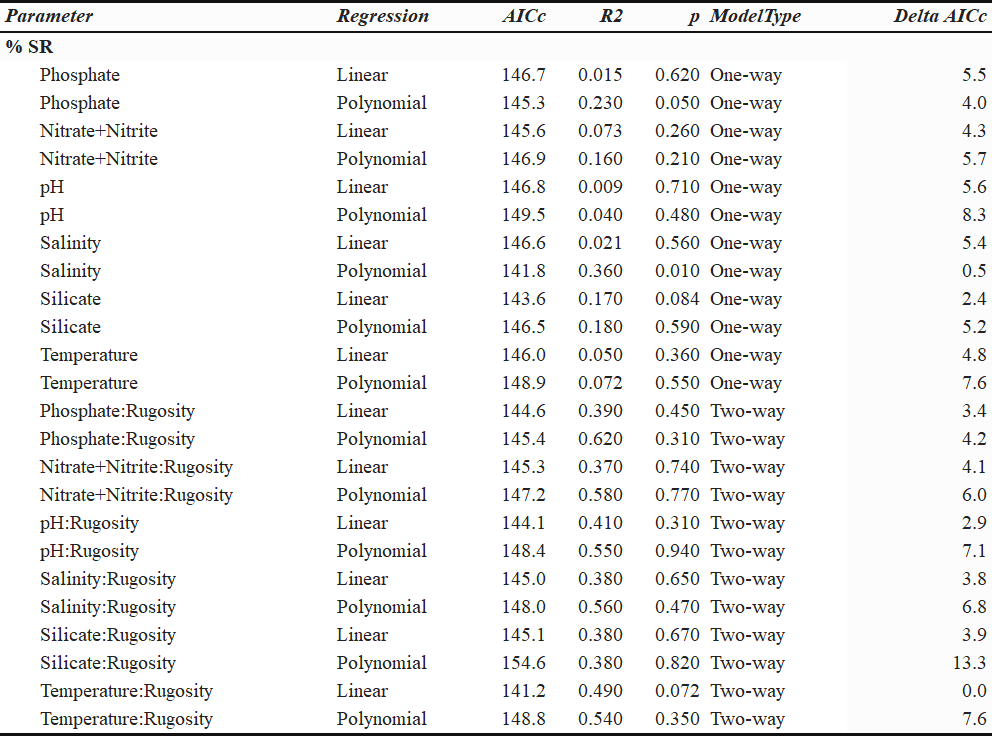 Parameter Regression AICc R2 p ModelType Delta AICc
% SR
Phosphate Linear 146.7 0.015 0.620 One-way 5.5
Phosphate Polynomial 145.3 0.230 0.050 One-way 4.0
Nitrate+Nitrite Linear 145.6 0.073 0.260 One-way 4.3
Nitrate+Nitrite Polynomial 146.9 0.160 0.210 One-way 5.7
pH Linear 146.8 0.009 0.710 One-way 5.6
pH Polynomial 149.5 0.040 0.480 One-way 8.3
Salinity Linear 146.6 0.021 0.560 One-way 5.4
Salinity Polynomial 141.8 0.360 0.010 One-way 0.5
Silicate Linear 143.6 0.170 0.084 One-way 2.4
Silicate Polynomial 146.5 0.180 0.590 One-way 5.2
Temperature Linear 146.0 0.050 0.360 One-way 4.8
Temperature Polynomial 148.9 0.072 0.550 One-way 7.6
Phosphate:Rugosity Linear 144.6 0.390 0.450 Two-way 3.4
Phosphate:Rugosity Polynomial 145.4 0.620 0.310 Two-way 4.2
Nitrate+Nitrite:Rugosity Linear 145.3 0.370 0.740 Two-way 4.1
Nitrate+Nitrite:Rugosity Polynomial 147.2 0.580 0.770 Two-way 6.0
pH:Rugosity Linear 144.1 0.410 0.310 Two-way 2.9
pH:Rugosity Polynomial 148.4 0.550 0.940 Two-way 7.1
Salinity:Rugosity Linear 145.0 0.380 0.650 Two-way 3.8
Salinity:Rugosity Polynomial 148.0 0.560 0.470 Two-way 6.8
Silicate:Rugosity Linear 145.1 0.380 0.670 Two-way 3.9
Silicate:Rugosity Polynomial 154.6 0.380 0.820 Two-way 13.3
Temperature:Rugosity Linear 141.2 0.490 0.072 Two-way 0.0
Temperature:Rugosity Polynomial 148.8 0.540 0.350 Two-way 7.6